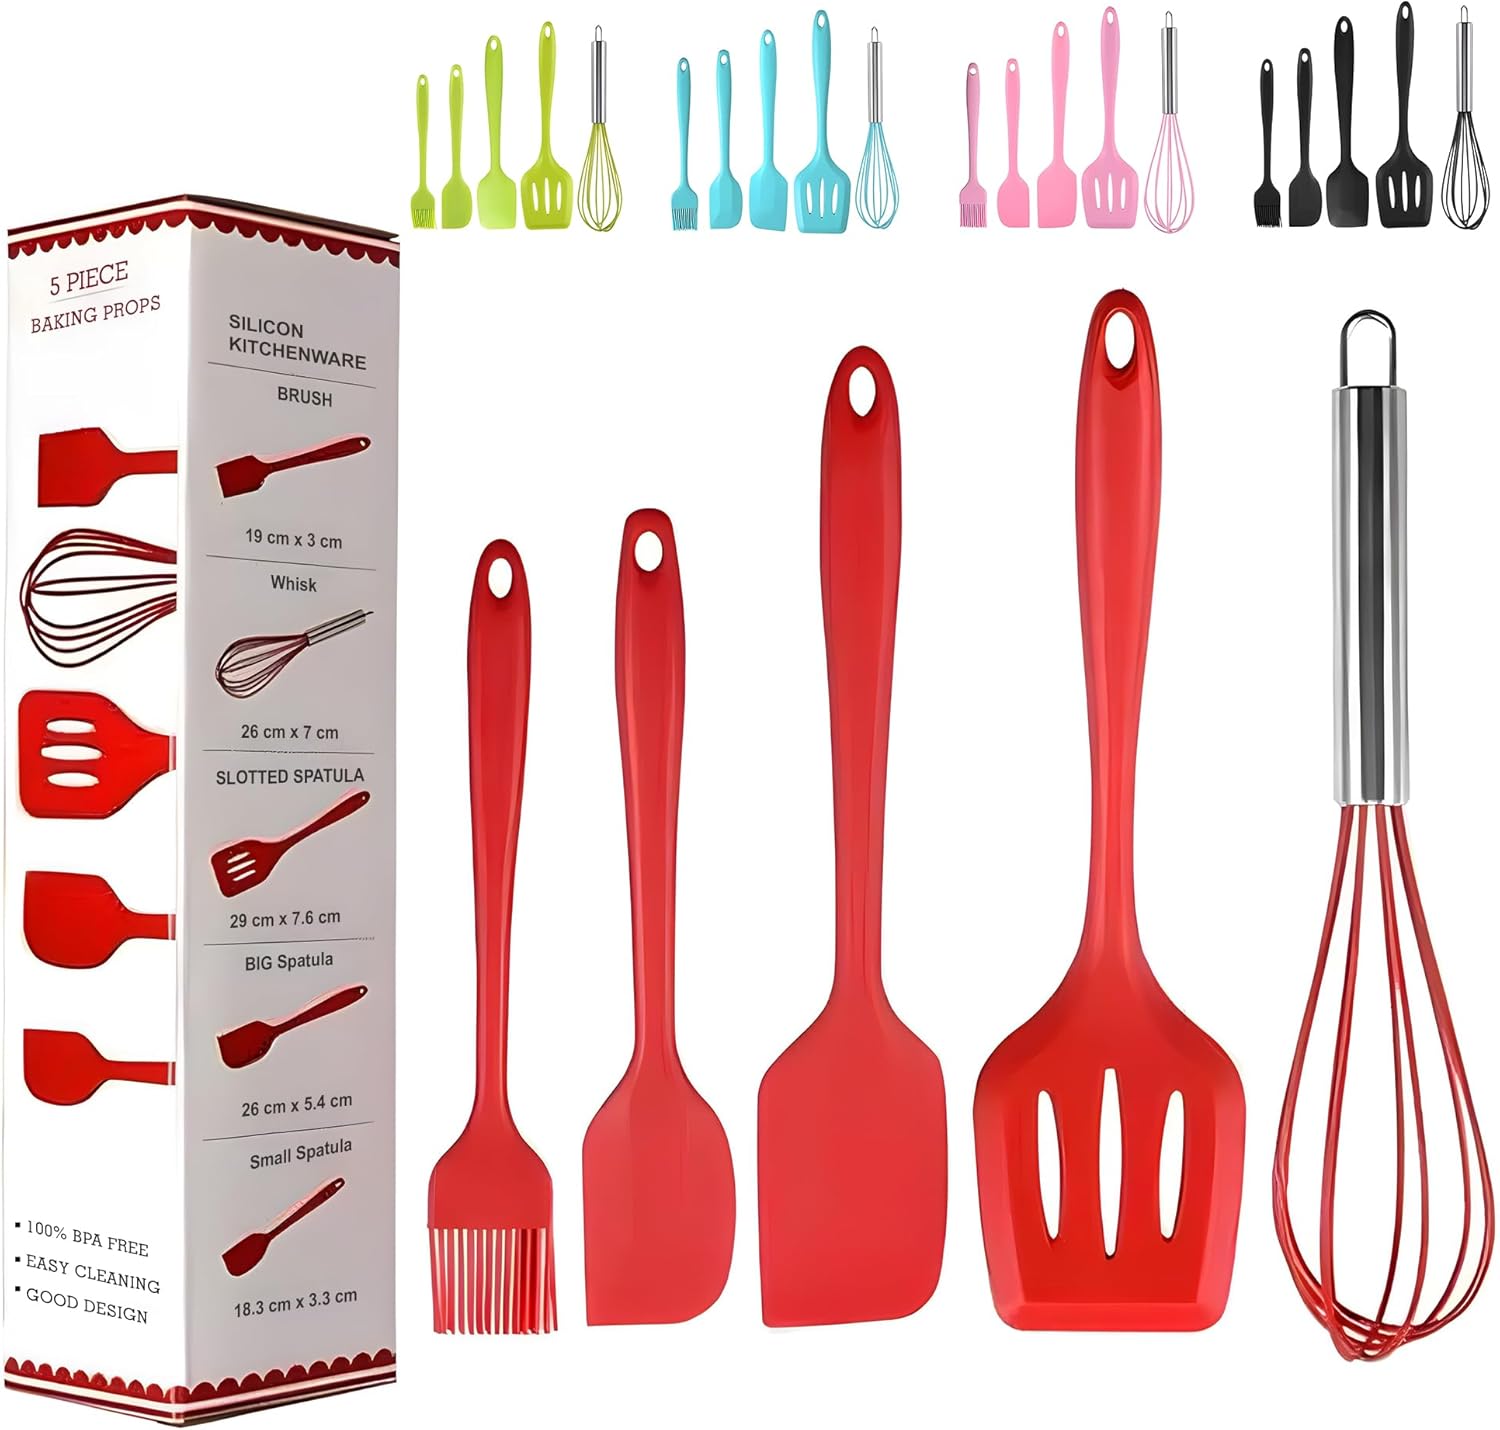 5 PIECE
BAKING PROPS
100% BPA FREE
EASY CLEANING
GOOD DESIGN
SILICON
KITCHENWARE
BRUSH
19 cm x 3 cm
Whisk
26 cm x 7 cm
SLOTTED SPATULA
29 cm x 7.6 cm
BIG Spatula
26 cm x 5.4 cm
Small Spatula
18.3 cm x 3.3 cm